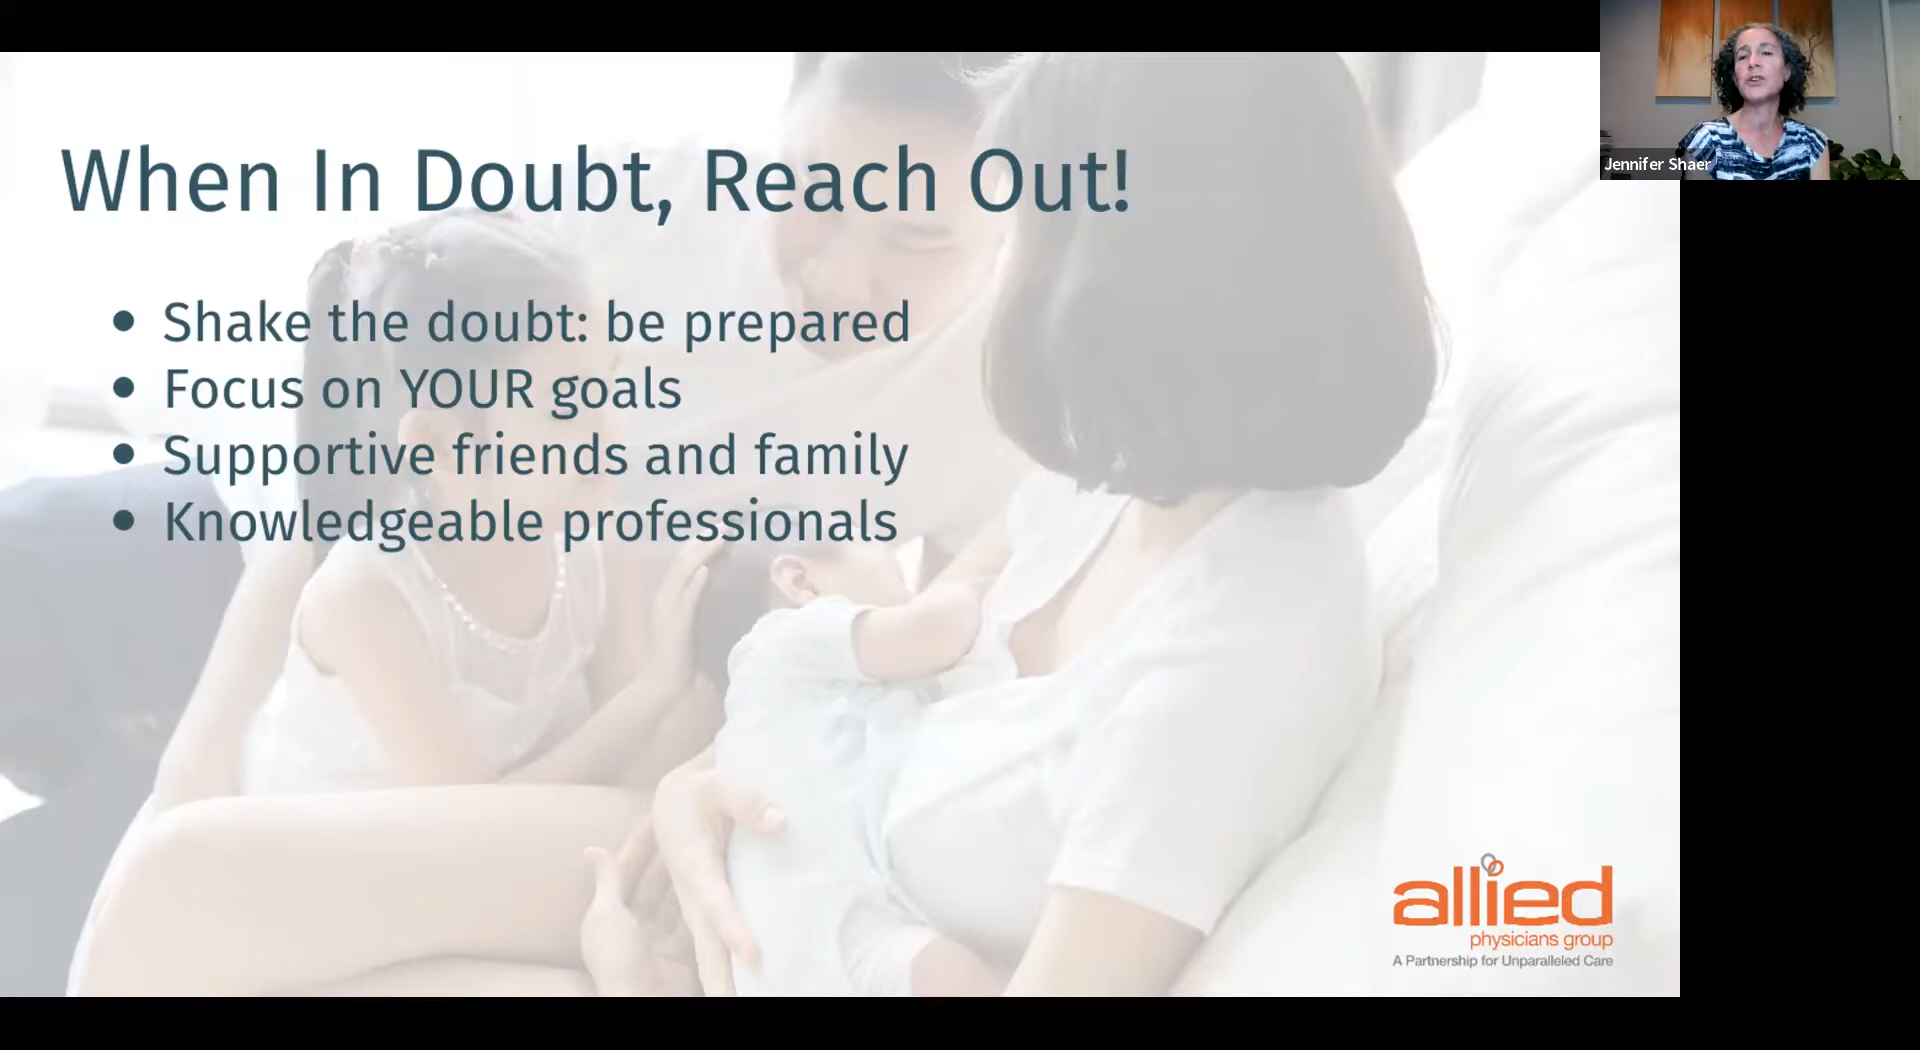 When In Doubt, Reach Out!
Shake the doubt: be prepared
Focus on YOUR goals
Supportive friends and family
Knowledgeable professionals
allied
physicians group
A Partnership for Unparalleled Care
Jennifer Shaer